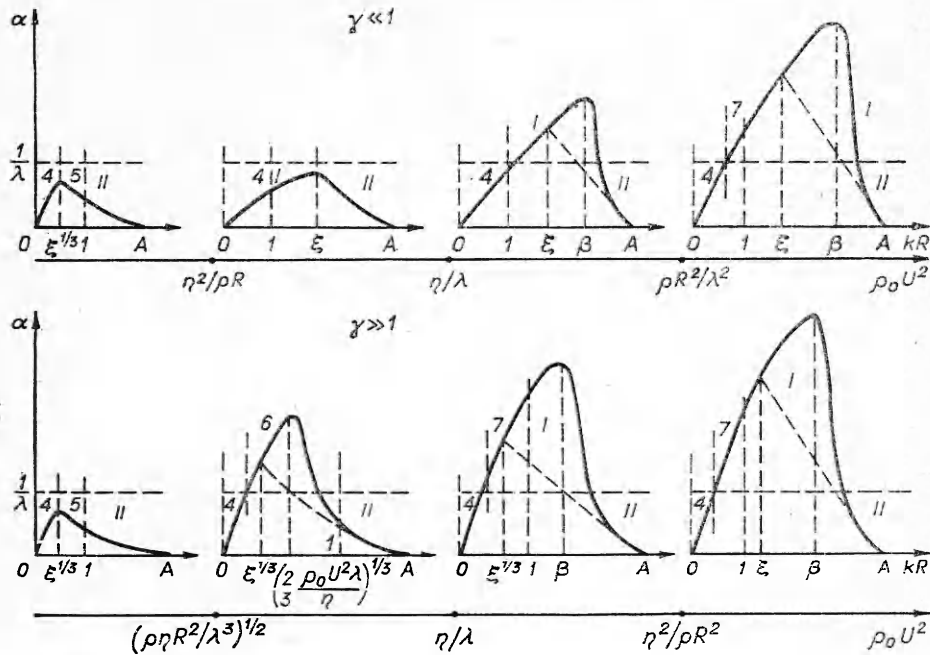 α γ≪1
1/λ
4 5 II
4 I II
4 I II
4 7 I II
0 ξ^1/3 1 A 0 1 ξ A 0 1 ξ β A 0 1 ξ β A kR
η²/ρR η/λ ρR²/λ² ρ₀U²
α γ≫1
1/λ
4 5 II
6 II 1
4 7 I II
4 7 I II
0 ξ^1/3 1 A 0 ξ^1/3 (2/3 ρ₀U²λ/η)^1/3 A 0 ξ^1/3 1 β A 0 1 ξ β A kR
(ρηR²/λ³)^1/2 η/λ η²/ρR² ρ₀U²